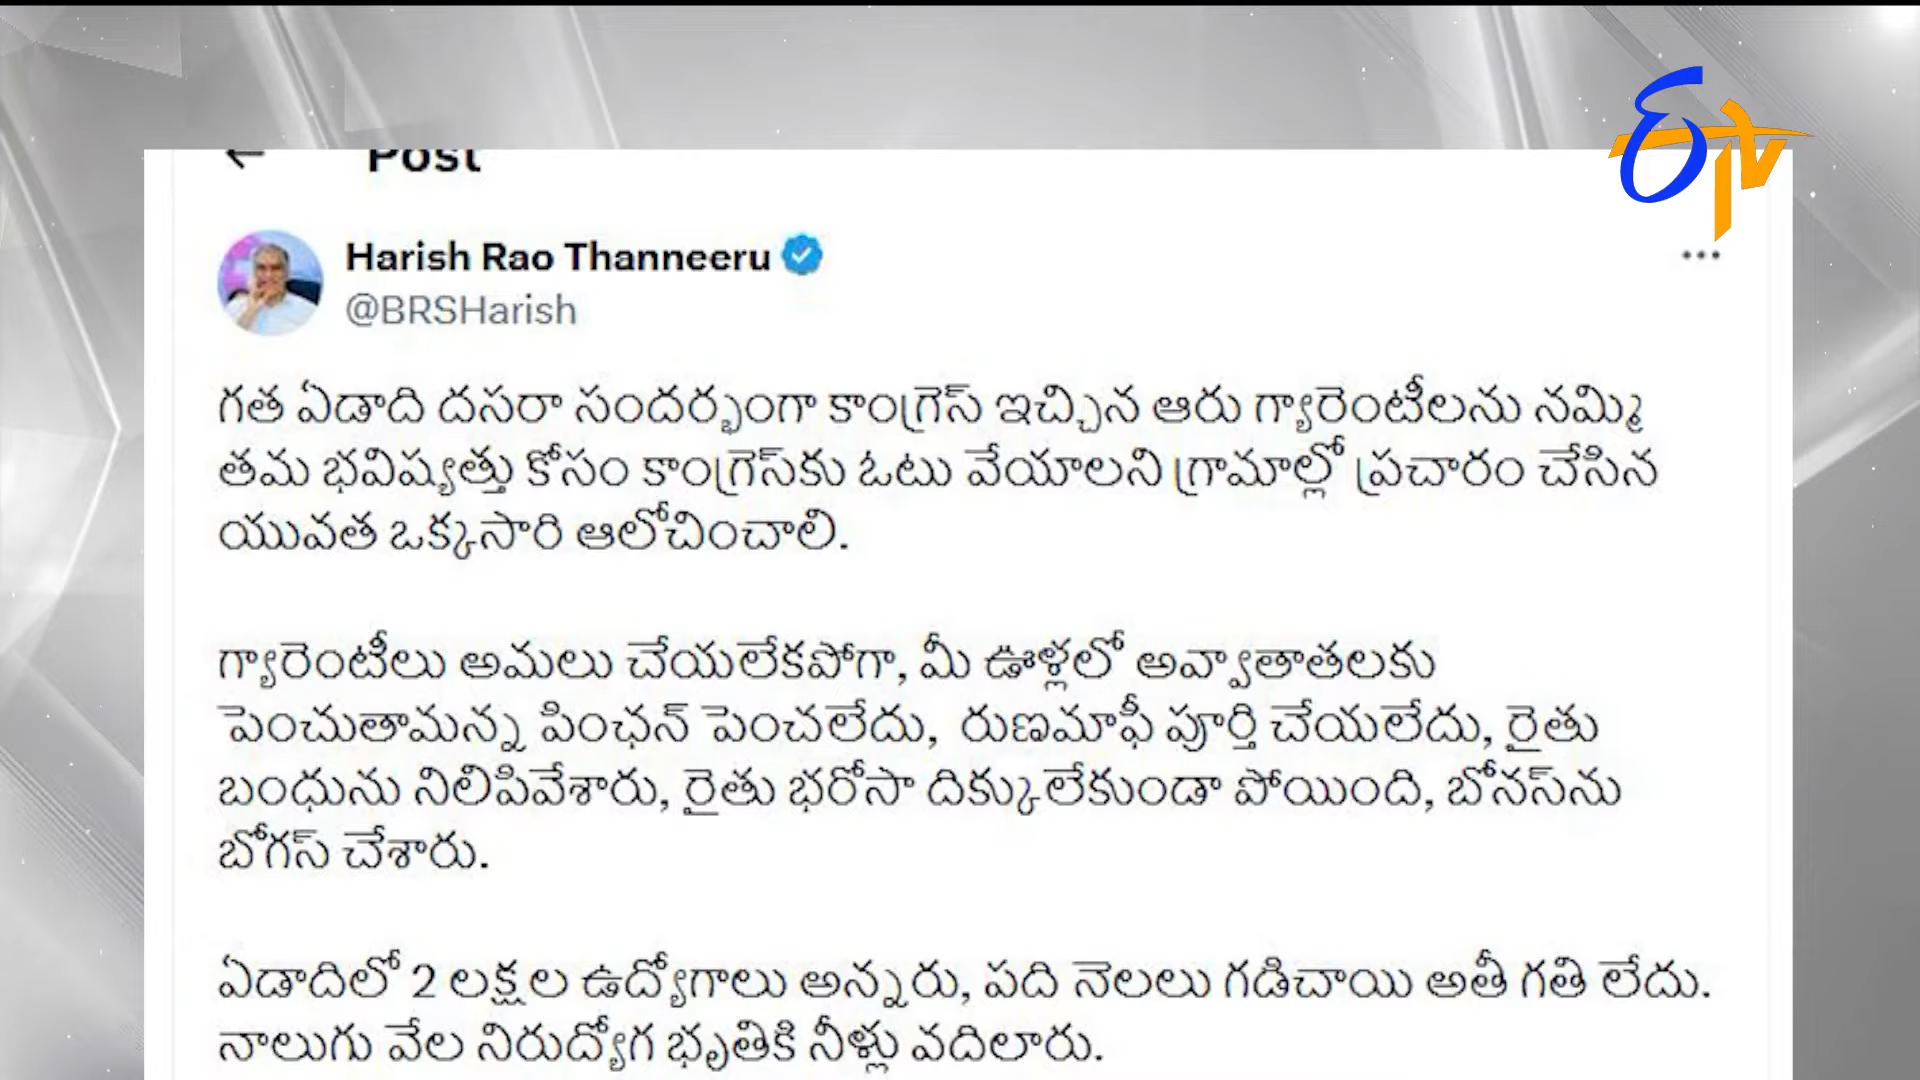 ETV
← Post
Harish Rao Thanneeru
@BRSHarish
గత ఏడాది దసరా సందర్భంగా కాంగ్రెస్ ఇచ్చిన ఆరు గ్యారెంటీలను నమ్మి
తమ భవిష్యత్తు కోసం కాంగ్రెస్‌కు ఓటు వేయాలని గ్రామాల్లో ప్రచారం చేసిన
యువత ఒక్కసారి ఆలోచించాలి.
గ్యారెంటీలు అమలు చేయలేకపోగా, మీ ఊళ్లలో అవ్వాతాతలకు
పెంచుతామన్న పింఛన్ పెంచలేదు, రుణమాఫీ పూర్తి చేయలేదు, రైతు
బంధును నిలిపివేశారు, రైతు భరోసా దిక్కులేకుండా పోయింది, బోనస్‌ను
బోగస్ చేశారు.
ఏడాదిలో 2 లక్షల ఉద్యోగాలు అన్నరు, పది నెలలు గడిచాయి అతీ గతి లేదు.
నాలుగు వేల నిరుద్యోగ భృతికి నీళ్లు వదిలారు.